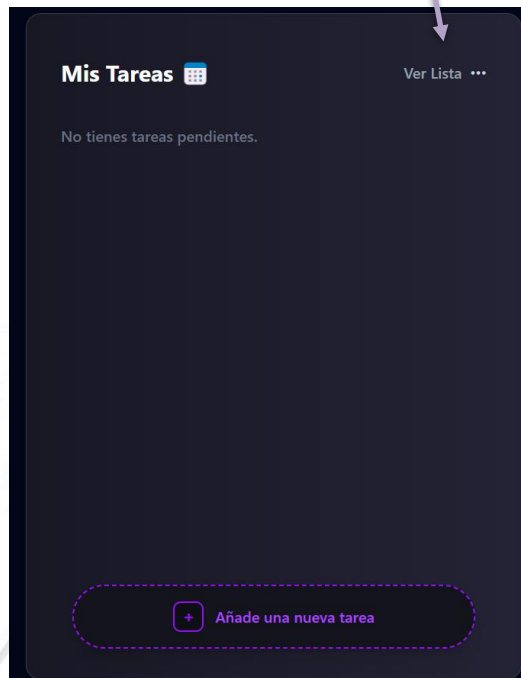 Mis Tareas
Ver Lista •••
No tienes tareas pendientes.
+ Añade una nueva tarea